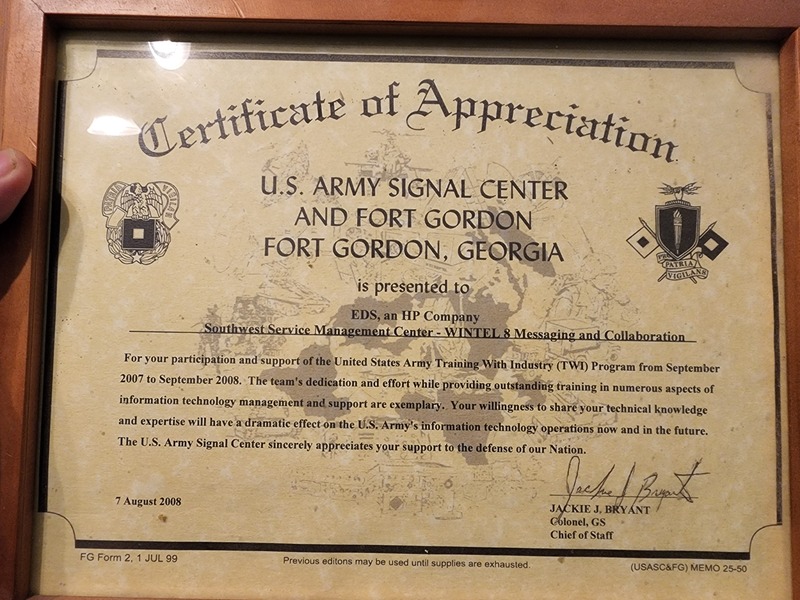 Certificate of Appreciation
U.S. ARMY SIGNAL CENTER
AND FORT GORDON
FORT GORDON, GEORGIA
is presented to
EDS, an HP Company
Southwest Service Management Center - WINTEL 8 Messaging and Collaboration
For your participation and support of the United States Army Training With Industry (TWI) Program from September
2007 to September 2008. The team's dedication and effort while providing outstanding training in numerous aspects of
information technology management and support are exemplary. Your willingness to share your technical knowledge
and expertise will have a dramatic effect on the U.S. Army's information technology operations now and in the future.
The U.S. Army Signal Center sincerely appreciates your support to the defense of our Nation.
PRO
PATRIA
VIGILANS
Jackie J Bryant
7 August 2008
JACKIE J. BRYANT
Colonel, GS
Chief of Staff
FG Form 2, 1 JUL 99
Previous editons may be used until supplies are exhausted.
(USASC&FG) MEMO 25-50